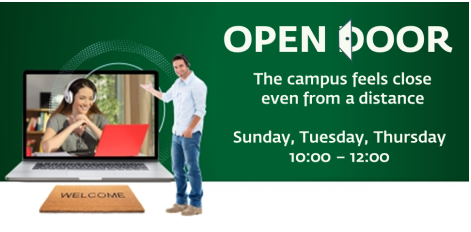 OPEN DOOR
The campus feels close
even from a distance
Sunday, Tuesday, Thursday
10:00 – 12:00
WELCOME